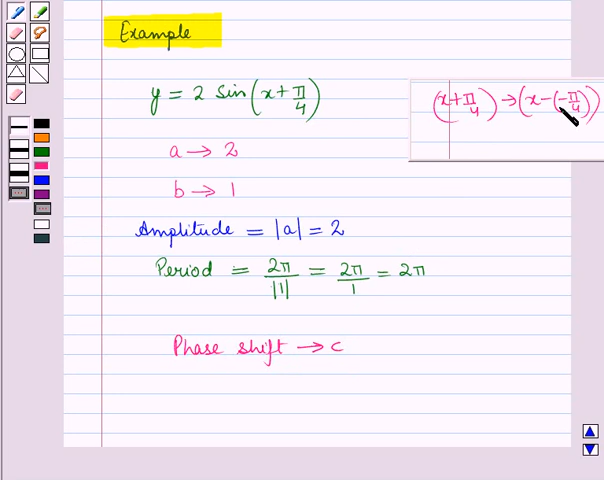 Example
y = 2 sin(x + π/4)
(x + π/4) → (x − (−π/4))
a → 2
b → 1
Amplitude = |a| = 2
Period = 2π/|1| = 2π/1 = 2π
Phase shift → c